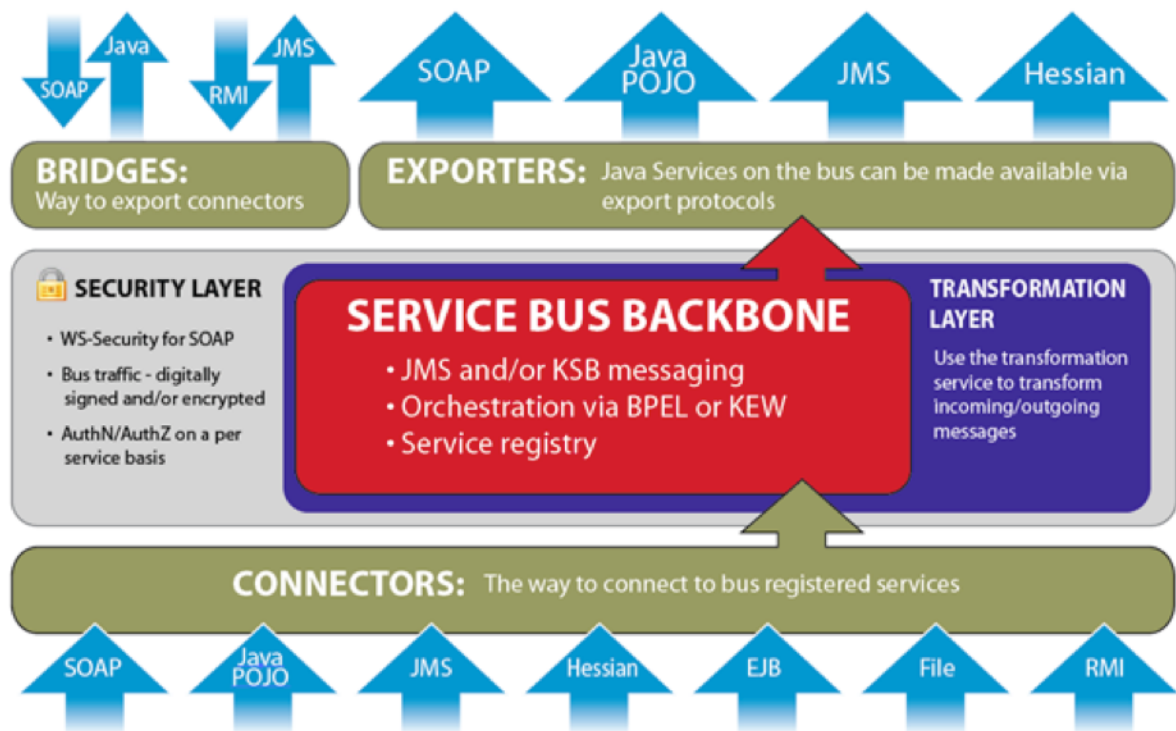 Java
SOAP
JMS
RMI
SOAP
Java
POJO
JMS
Hessian
BRIDGES:
Way to export connectors
EXPORTERS: Java Services on the bus can be made available via
export protocols
SECURITY LAYER
• WS-Security for SOAP
• Bus traffic - digitally
signed and/or encrypted
• AuthN/AuthZ on a per
service basis
SERVICE BUS BACKBONE
• JMS and/or KSB messaging
• Orchestration via BPEL or KEW
• Service registry
TRANSFORMATION
LAYER
Use the transformation
service to transform
incoming/outgoing
messages
CONNECTORS: The way to connect to bus registered services
SOAP
Java
POJO
JMS
Hessian
EJB
File
RMI